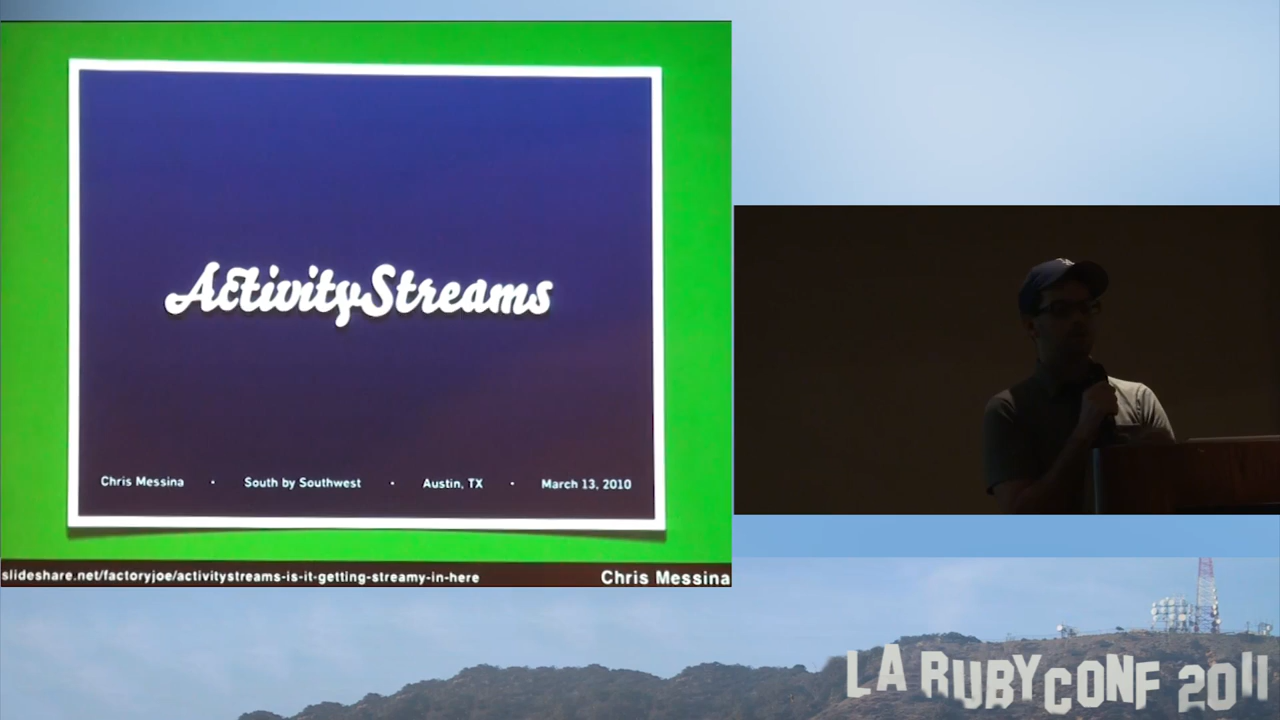 ActivityStreams
Chris Messina · South by Southwest · Austin, TX · March 13, 2010
slideshare.net/factoryjoe/activitystreams-is-it-getting-streamy-in-here
Chris Messina
LA RUBYCONF 2011